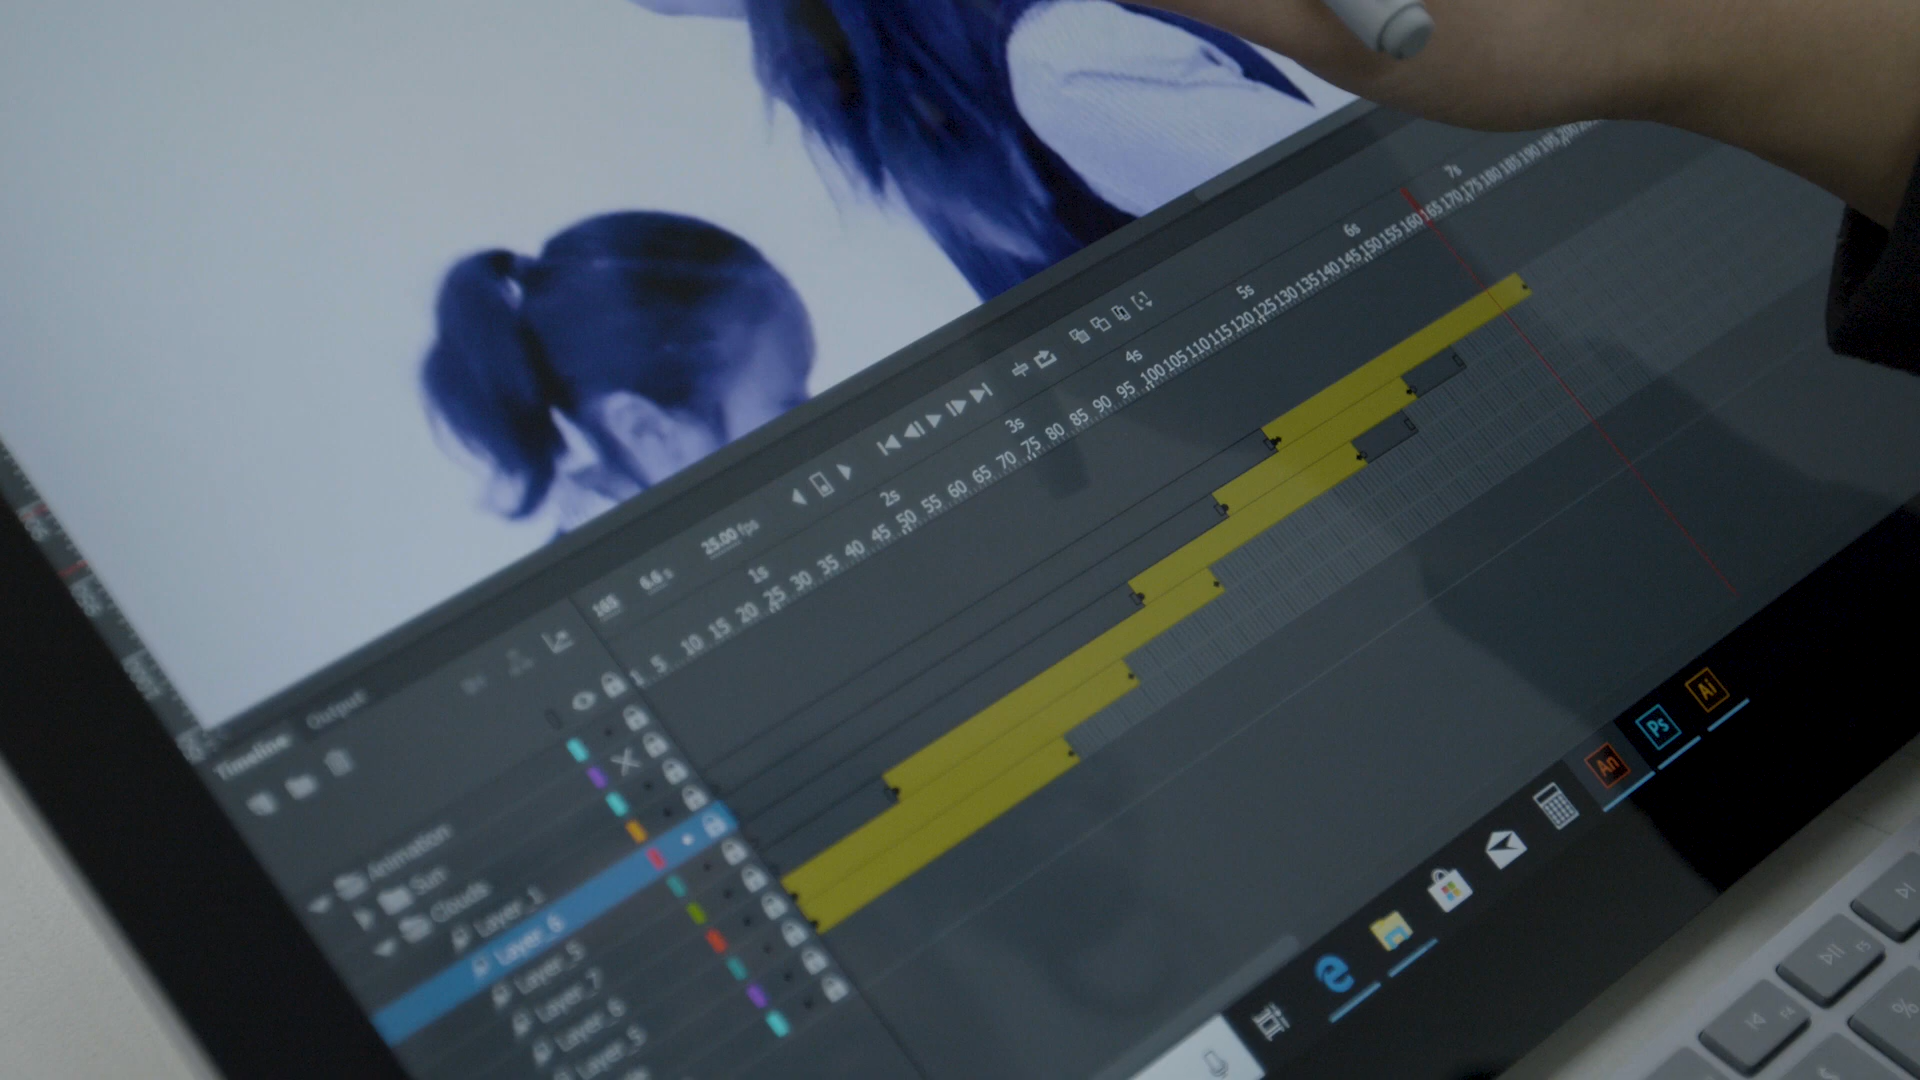 Timeline Output
165 6.6 s 25.00 fps
1s 2s 3s 4s 5s 6s 7s
1 5 10 15 20 25 30 35 40 45 50 55 60 65 70 75 80 85 90 95 100 105 110 115 120 125 130 135 140 145 150 155 160 165 170 175 180 185 190 195 200
Animation
Sun
Clouds
Layer_1
Layer_6
Layer_5
Layer_7
Layer_6
Layer_5
An Ps Ai
F4 F5
%